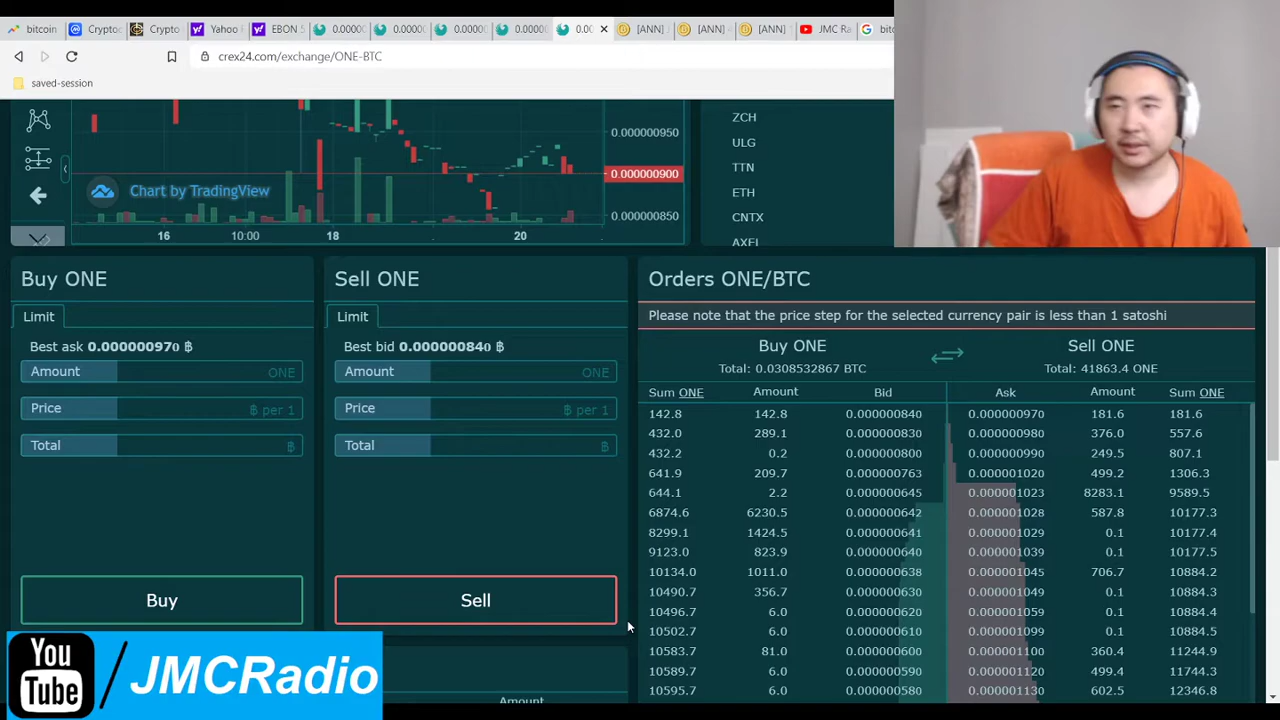 bitcoin
Cryptoc
Crypto
Yahoo F
EBON 5
0.00000
0.0000(
0.00000
0.0000(
0.000
[ANN] J
[ANN] «
[ANN] T
JMC Ra
bito
crex24.com/exchange/ONE-BTC
saved-session
0.000000950
0.000000900
0.000000850
Chart by TradingView
16 10:00 18 20
ZCH
ULG
TTN
ETH
CNTX
AXEL
Buy ONE
Limit
Best ask 0.000000970 ฿
Amount ONE
Price ฿ per 1
Total ฿
Buy
Sell ONE
Limit
Best bid 0.000000840 ฿
Amount ONE
Price ฿ per 1
Total ฿
Sell
Orders ONE/BTC
Please note that the price step for the selected currency pair is less than 1 satoshi
Buy ONE Sell ONE
Total: 0.0308532867 BTC Total: 41863.4 ONE
Sum ONE Amount Bid Ask Amount Sum ONE
142.8 142.8 0.000000840 0.000000970 181.6 181.6
432.0 289.1 0.000000830 0.000000980 376.0 557.6
432.2 0.2 0.000000800 0.000000990 249.5 807.1
641.9 209.7 0.000000763 0.000001020 499.2 1306.3
644.1 2.2 0.000000645 0.000001023 8283.1 9589.5
6874.6 6230.5 0.000000642 0.000001028 587.8 10177.3
8299.1 1424.5 0.000000641 0.000001029 0.1 10177.4
9123.0 823.9 0.000000640 0.000001039 0.1 10177.5
10134.0 1011.0 0.000000638 0.000001045 706.7 10884.2
10490.7 356.7 0.000000630 0.000001049 0.1 10884.3
10496.7 6.0 0.000000620 0.000001059 0.1 10884.4
10502.7 6.0 0.000000610 0.000001099 0.1 10884.5
10583.7 81.0 0.000000600 0.000001100 360.4 11244.9
10589.7 6.0 0.000000590 0.000001120 499.4 11744.3
10595.7 6.0 0.000000580 0.000001130 602.5 12346.8
Amount
You
Tube
/JMCRadio